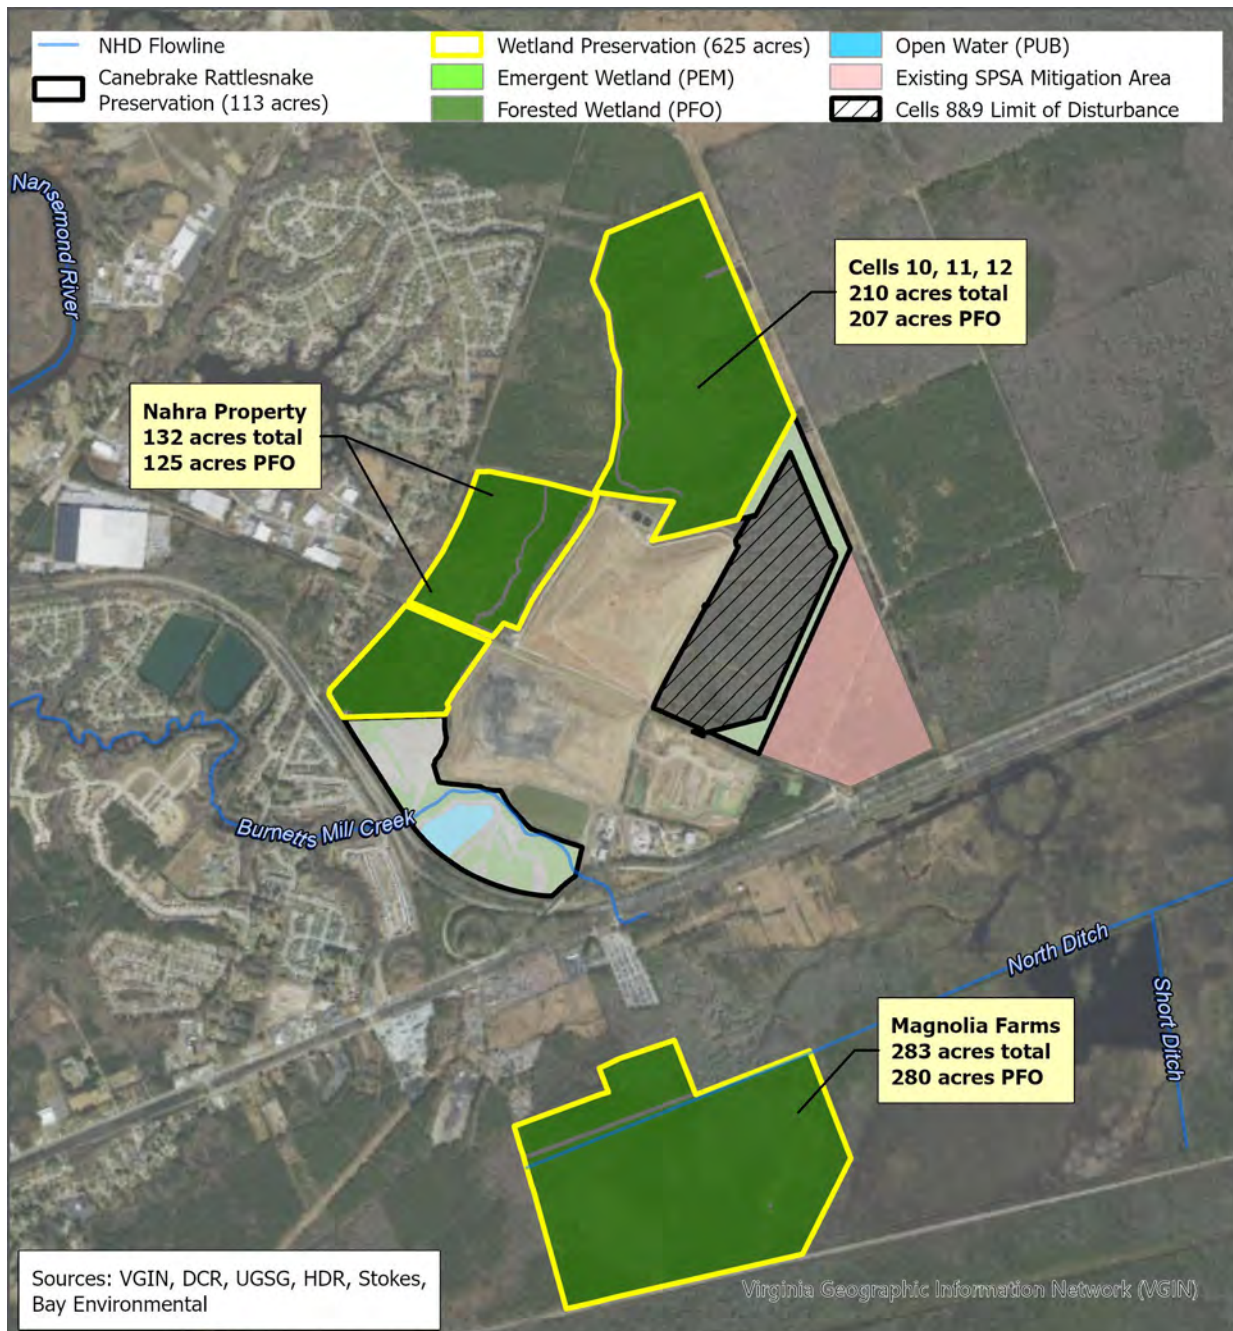 NHD Flowline
Canebrake Rattlesnake
Preservation (113 acres)
Wetland Preservation (625 acres)
Emergent Wetland (PEM)
Forested Wetland (PFO)
Open Water (PUB)
Existing SPSA Mitigation Area
Cells 8&9 Limit of Disturbance
Nansemond River
Cells 10, 11, 12
210 acres total
207 acres PFO
Nahra Property
132 acres total
125 acres PFO
Burnetts Mill Creek
North Ditch
Short Ditch
Magnolia Farms
283 acres total
280 acres PFO
Sources: VGIN, DCR, UGSG, HDR, Stokes,
Bay Environmental
Virginia Geographic Information Network (VGIN)